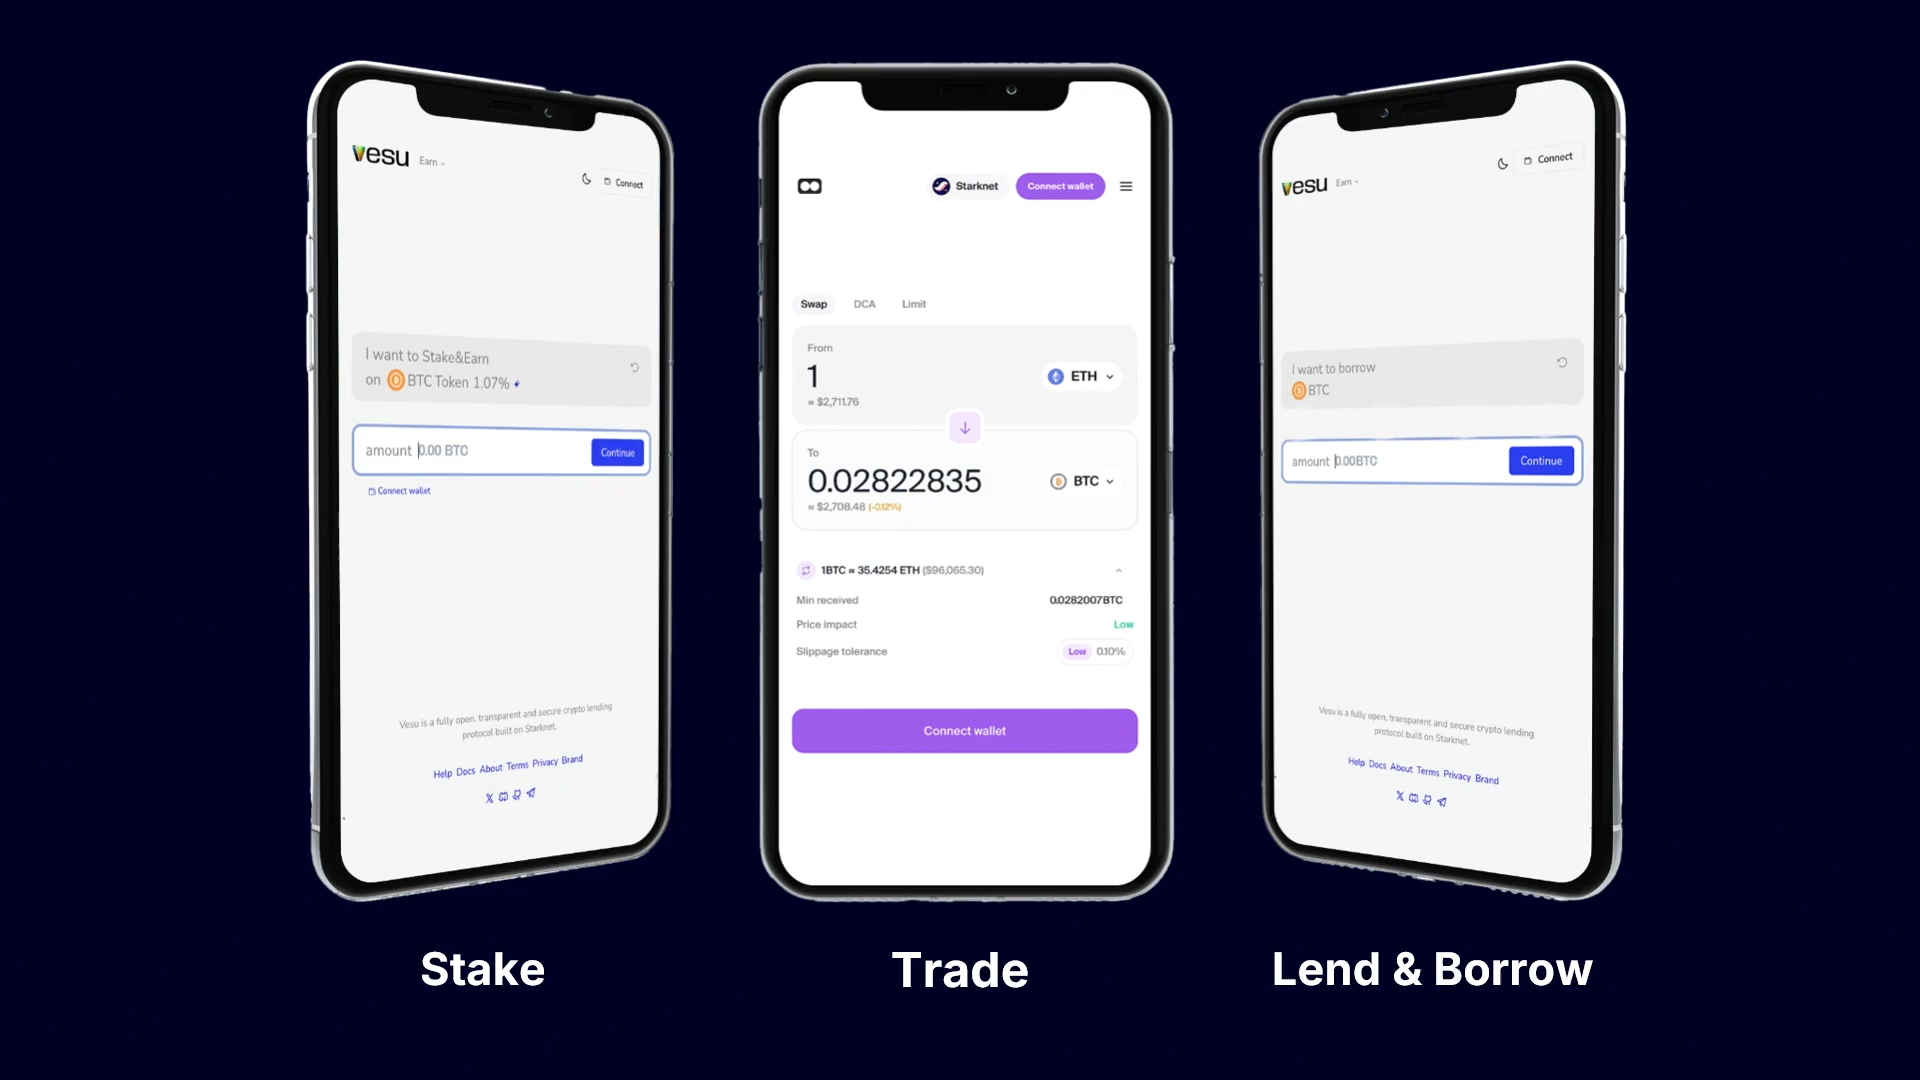 vesu Earn
Connect
I want to Stake&Earn
on BTC Token 1.07%
amount 0.00 BTC
Continue
Connect wallet
Vesu is a fully open, transparent and secure crypto lending
protocol built on Starknet.
Help Docs About Terms Privacy Brand
Stake
Starknet
Connect wallet
Swap DCA Limit
From
1
ETH
≈ $2,711.76
To
0.02822835
BTC
≈ $2,708.48 (-0.12%)
1BTC ≈ 35.4254 ETH ($96,065.30)
Min received 0.0282007BTC
Price impact Low
Slippage tolerance Low 0.10%
Connect wallet
Trade
vesu Earn
Connect
I want to borrow
BTC
amount 0.00BTC
Continue
Vesu is a fully open, transparent and secure crypto lending
protocol built on Starknet.
Help Docs About Terms Privacy Brand
Lend & Borrow